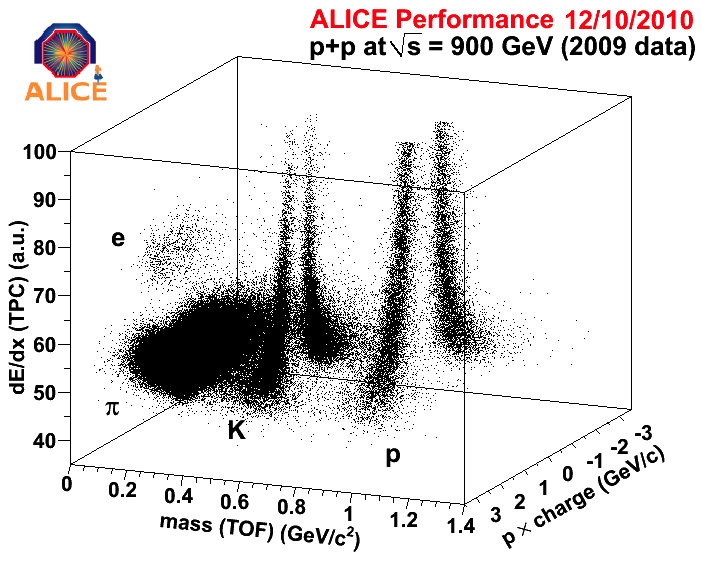 ALICE Performance 12/10/2010
p+p at √s = 900 GeV (2009 data)
ALICE
100
90
80
70
60
50
40
dE/dx (TPC) (a.u.)
e
π
K
p
0
0.2
0.4
0.6
0.8
1
1.2
1.4
mass (TOF) (GeV/c²)
3
2
1
0
-1
-2
-3
p × charge (GeV/c)